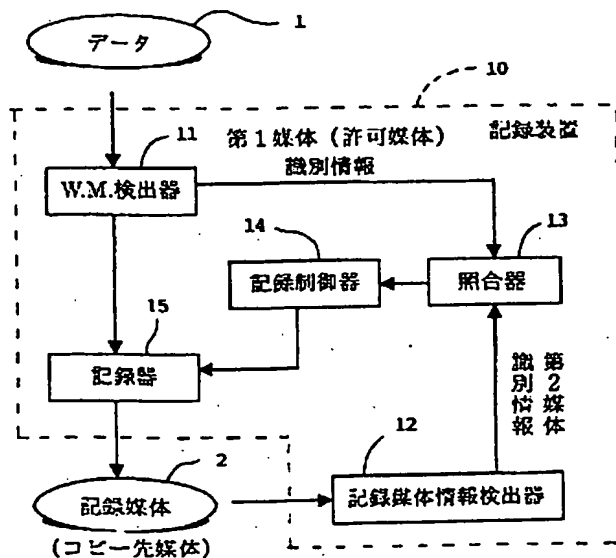 1
データ
10
11
第1媒体(許可媒体)
識別情報
記録装置
W.M.検出器
14
13
記録制御器
照合器
15
記録器
第2媒体
識別情報
2
12
記録媒体
記録媒体情報検出器
(コピー先媒体)